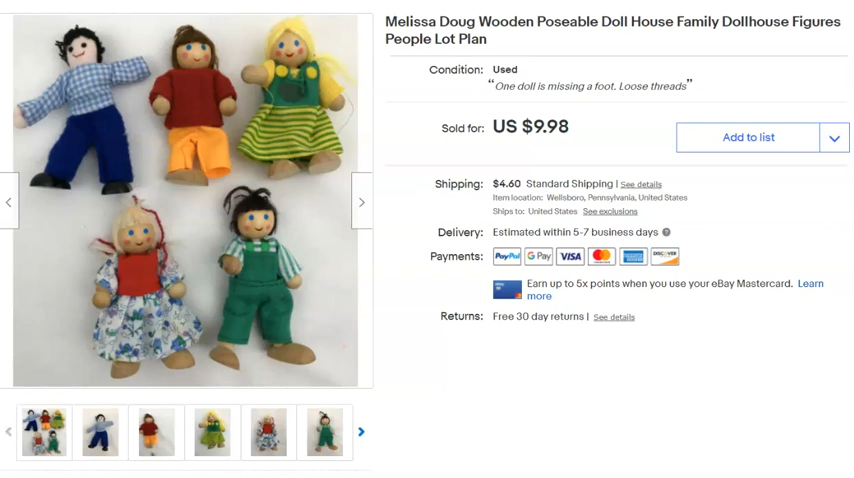 Melissa Doug Wooden Poseable Doll House Family Dollhouse Figures
People Lot Plan
Condition: Used
“One doll is missing a foot. Loose threads”
Sold for: US $9.98
Add to list
Shipping: $4.60 Standard Shipping | See details
Item location: Wellsboro, Pennsylvania, United States
Ships to: United States See exclusions
Delivery: Estimated within 5-7 business days
Payments: PayPal G Pay VISA MasterCard AMERICAN EXPRESS DISCOVER
Earn up to 5x points when you use your eBay Mastercard. Learn
more
Returns: Free 30 day returns | See details